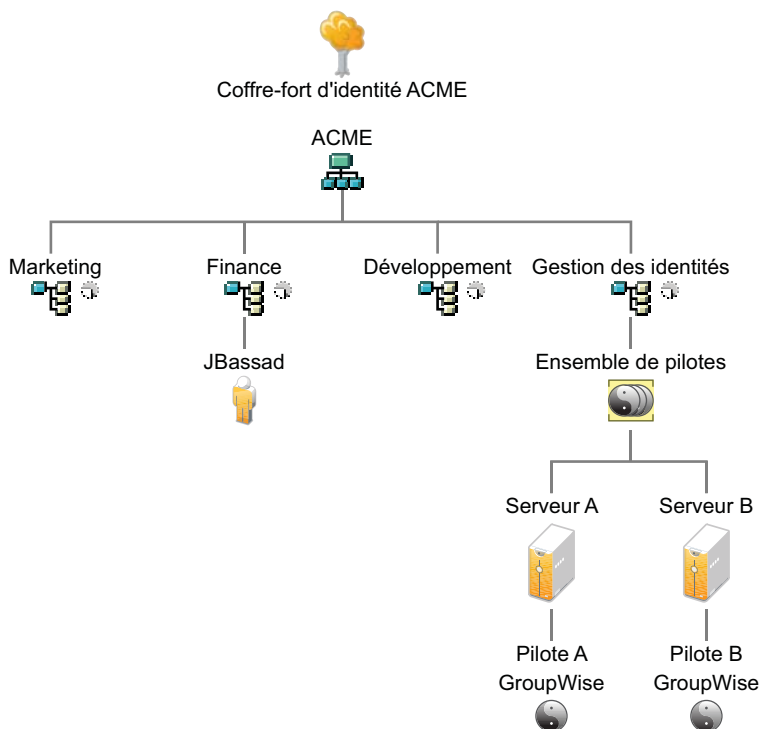 Coffre-fort d'identité ACME
ACME
Marketing
Finance
Développement
Gestion des identités
JBassad
Ensemble de pilotes
Serveur A
Serveur B
Pilote A
GroupWise
Pilote B
GroupWise